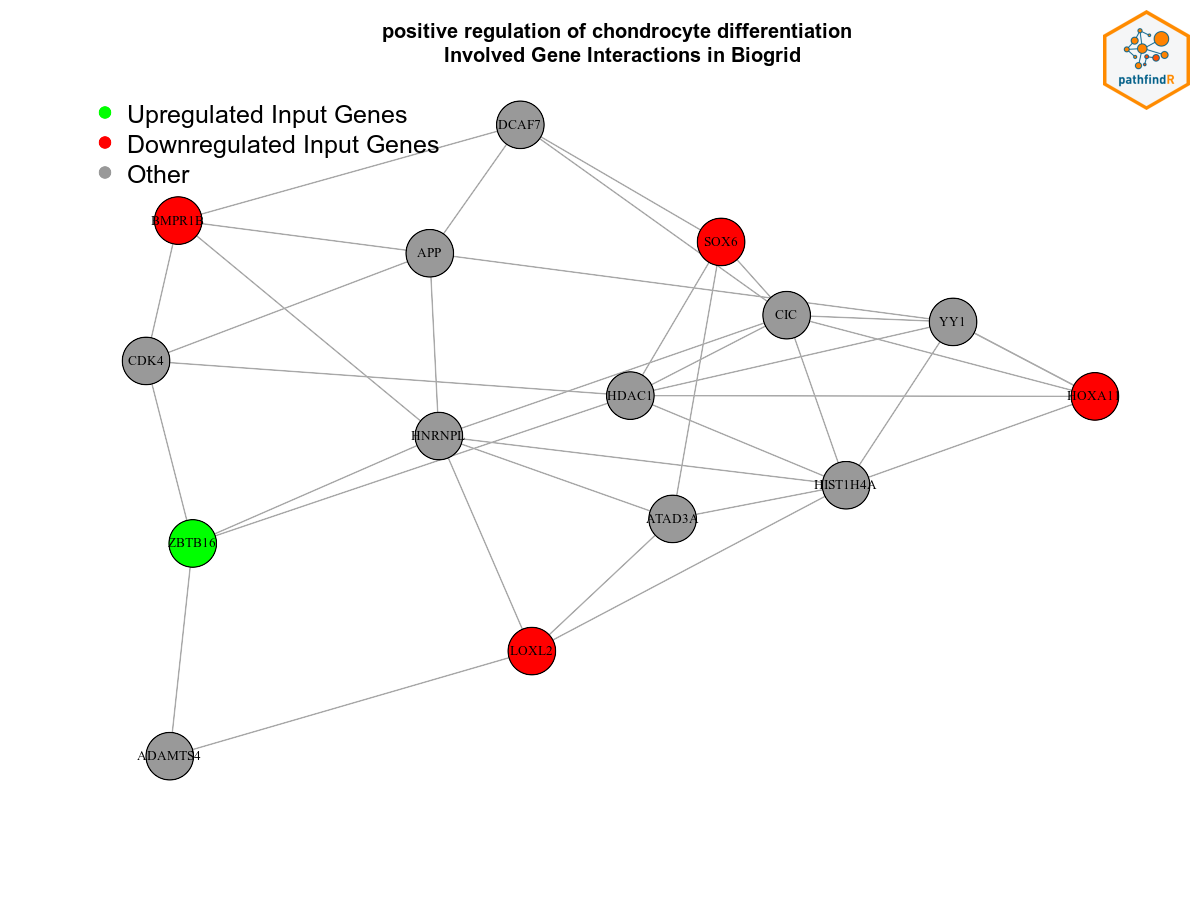 positive regulation of chondrocyte differentiation
Involved Gene Interactions in Biogrid
pathfindR
Upregulated Input Genes
Downregulated Input Genes
Other
DCAF7
BMPR1B
SOX6
APP
CIC
YY1
CDK4
HDAC1
HOXA11
HNRNPL
HIST1H4A
ATAD3A
ZBTB16
LOXL2
ADAMTS4